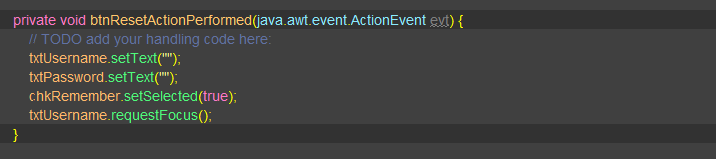 private void btnResetActionPerformed(java.awt.event.ActionEvent evt) {
// TODO add your handling code here:
txtUsername.setText("");
txtPassword.setText("");
chkRemember.setSelected(true);
txtUsername.requestFocus();
}